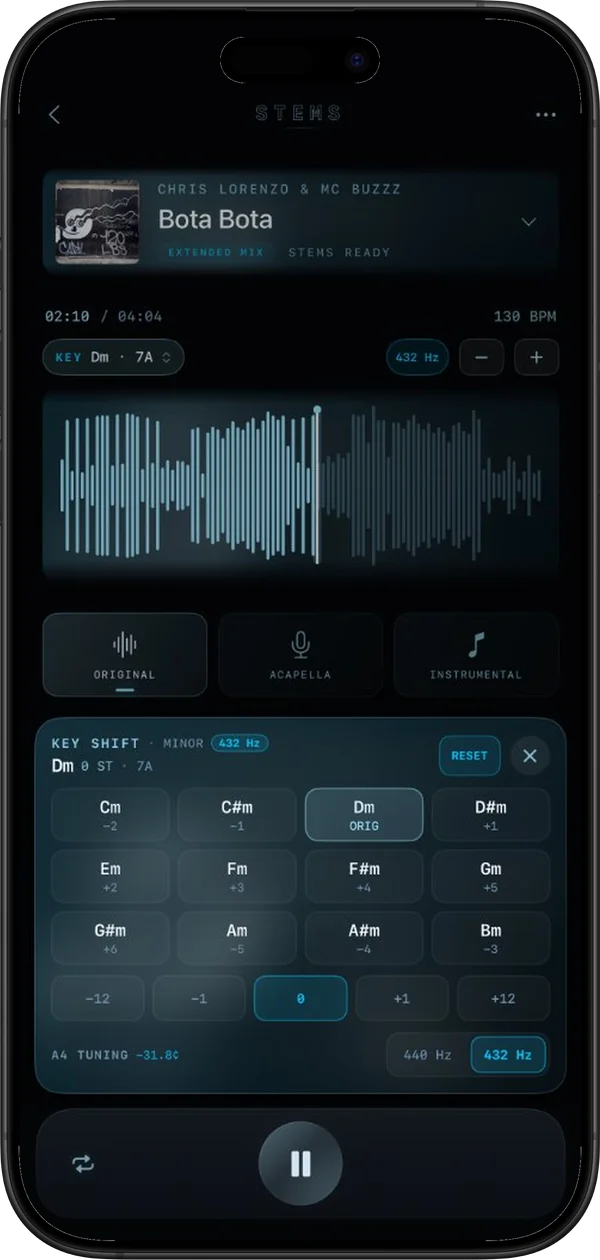 STEMS
CHRIS LORENZO & MC BUZZZ
Bota Bota
EXTENDED MIX STEMS READY
02:10 / 04:04 130 BPM
KEY Dm · 7A 432 Hz − +
ORIGINAL ACAPELLA INSTRUMENTAL
KEY SHIFT · MINOR 432 Hz
Dm 0 ST · 7A
RESET
Cm C#m Dm D#m
−2 −1 ORIG +1
Em Fm F#m Gm
+2 +3 +4 +5
G#m Am A#m Bm
+6 −5 −4 −3
−12 −1 0 +1 +12
A4 TUNING −31.8¢ 440 Hz 432 Hz